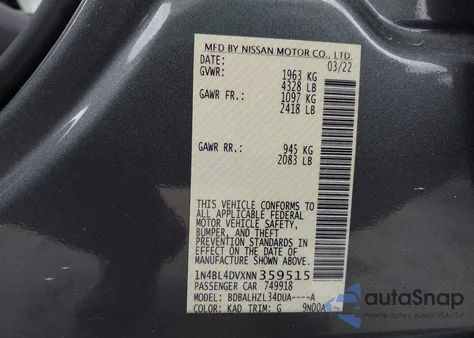 MFD BY NISSAN MOTOR CO., LTD.
DATE: 03/22
GVWR: 1963 KG
4328 LB
GAWR FR.: 1097 KG
2418 LB
GAWR RR.: 945 KG
2083 LB
THIS VEHICLE CONFORMS TO
ALL APPLICABLE FEDERAL
MOTOR VEHICLE SAFETY,
BUMPER, AND THEFT
PREVENTION STANDARDS IN
EFFECT ON THE DATE OF
MANUFACTURE SHOWN ABOVE.
1N4BL4DVXNN359515
PASSENGER CAR 749918
MODEL: BDBALHZL34DUA----A
COLOR: KAD TRIM: G 9N00A
autoSnap